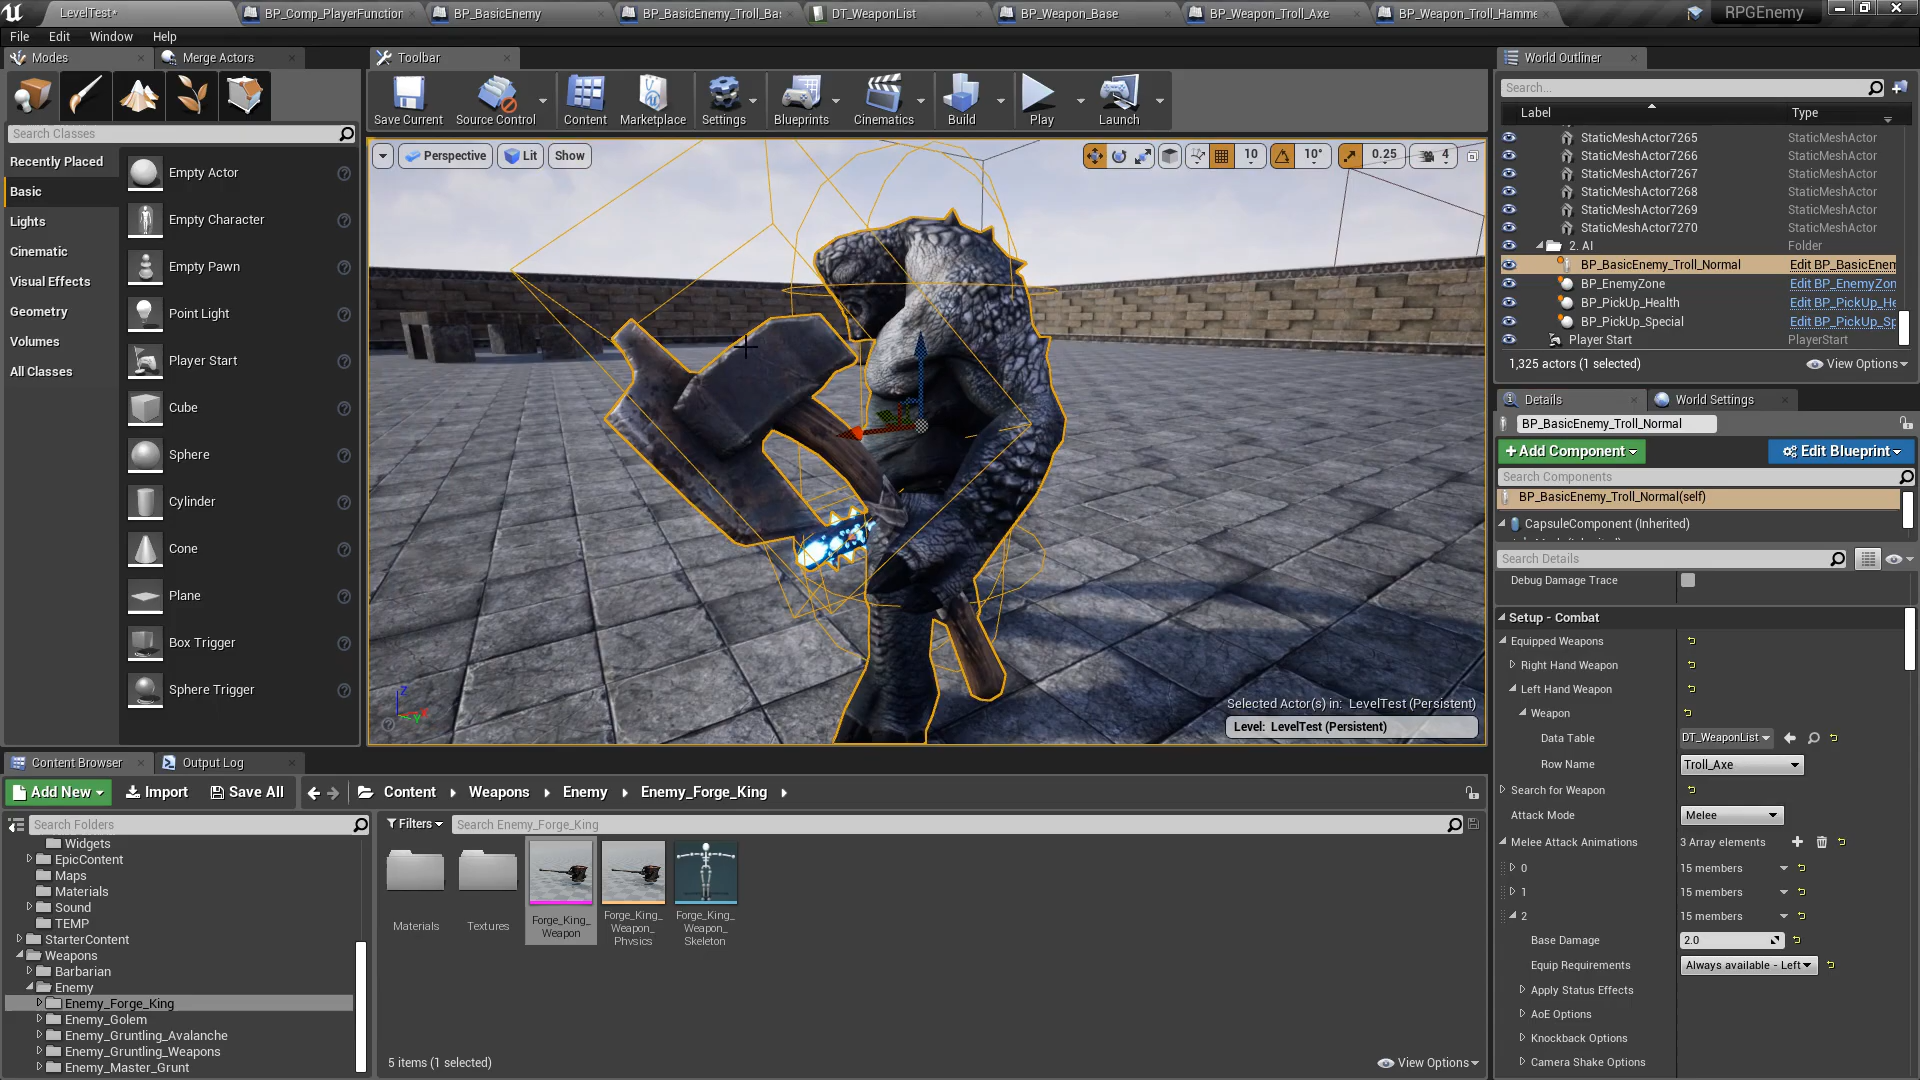 LevelTest*
BP_Comp_PlayerFunction
BP_BasicEnemy
BP_BasicEnemy_Troll_Ba
DT_WeaponList
BP_Weapon_Base
BP_Weapon_Troll_Axe
BP_Weapon_Troll_Hamme
RPGEnemy
File Edit Window Help
Modes
Merge Actors
Toolbar
World Outliner
Save Current
Source Control
Content
Marketplace
Settings
Blueprints
Cinematics
Build
Play
Launch
Search...
Label
Type
Search Classes
Recently Placed
Basic
Lights
Cinematic
Visual Effects
Geometry
Volumes
All Classes
Empty Actor
Empty Character
Empty Pawn
Point Light
Player Start
Cube
Sphere
Cylinder
Cone
Plane
Box Trigger
Sphere Trigger
Perspective
Lit
Show
10
10°
0.25
4
Z
Selected Actor(s) in: LevelTest (Persistent)
Level: LevelTest (Persistent)
StaticMeshActor7265 StaticMeshActor
StaticMeshActor7266 StaticMeshActor
StaticMeshActor7267 StaticMeshActor
StaticMeshActor7268 StaticMeshActor
StaticMeshActor7269 StaticMeshActor
StaticMeshActor7270 StaticMeshActor
2. AI Folder
BP_BasicEnemy_Troll_Normal Edit BP_BasicEnem
BP_EnemyZone Edit BP_EnemyZon
BP_PickUp_Health Edit BP_PickUp_He
BP_PickUp_Special Edit BP_PickUp_Sp
Player Start PlayerStart
1,325 actors (1 selected)
View Options
Details
World Settings
BP_BasicEnemy_Troll_Normal
+Add Component
Edit Blueprint
Search Components
BP_BasicEnemy_Troll_Normal(self)
CapsuleComponent (Inherited)
Search Details
Debug Damage Trace
Setup - Combat
Equipped Weapons
Right Hand Weapon
Left Hand Weapon
Weapon
Data Table DT_WeaponList
Row Name Troll_Axe
Search for Weapon
Attack Mode Melee
Melee Attack Animations 3 Array elements
0 15 members
1 15 members
2 15 members
Base Damage 2.0
Equip Requirements Always available - Left
Apply Status Effects
AoE Options
Knockback Options
Camera Shake Options
Content Browser
Output Log
Add New
Import
Save All
Content
Weapons
Enemy
Enemy_Forge_King
Search Folders
Filters
Search Enemy_Forge_King
Widgets
EpicContent
Maps
Materials
Sound
TEMP
StarterContent
Weapons
Barbarian
Enemy
Enemy_Forge_King
Enemy_Golem
Enemy_Gruntling_Avalanche
Enemy_Gruntling_Weapons
Enemy_Master_Grunt
Materials
Textures
Forge_King_
Weapon
Forge_King_
Weapon_
Physics
Forge_King_
Weapon_
Skeleton
5 items (1 selected)
View Options